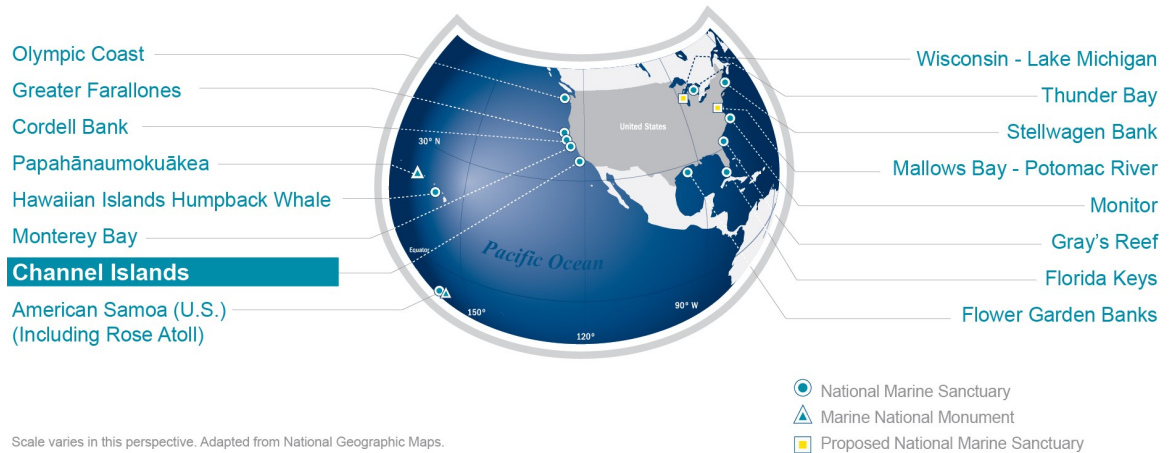 Olympic Coast
Greater Farallones
Cordell Bank
Papahānaumokuākea
Hawaiian Islands Humpback Whale
Monterey Bay
Channel Islands
American Samoa (U.S.)
(Including Rose Atoll)
United States
30° N
Equator
Pacific Ocean
150°
120°
90° W
Wisconsin - Lake Michigan
Thunder Bay
Stellwagen Bank
Mallows Bay - Potomac River
Monitor
Gray's Reef
Florida Keys
Flower Garden Banks
National Marine Sanctuary
Marine National Monument
Proposed National Marine Sanctuary
Scale varies in this perspective. Adapted from National Geographic Maps.